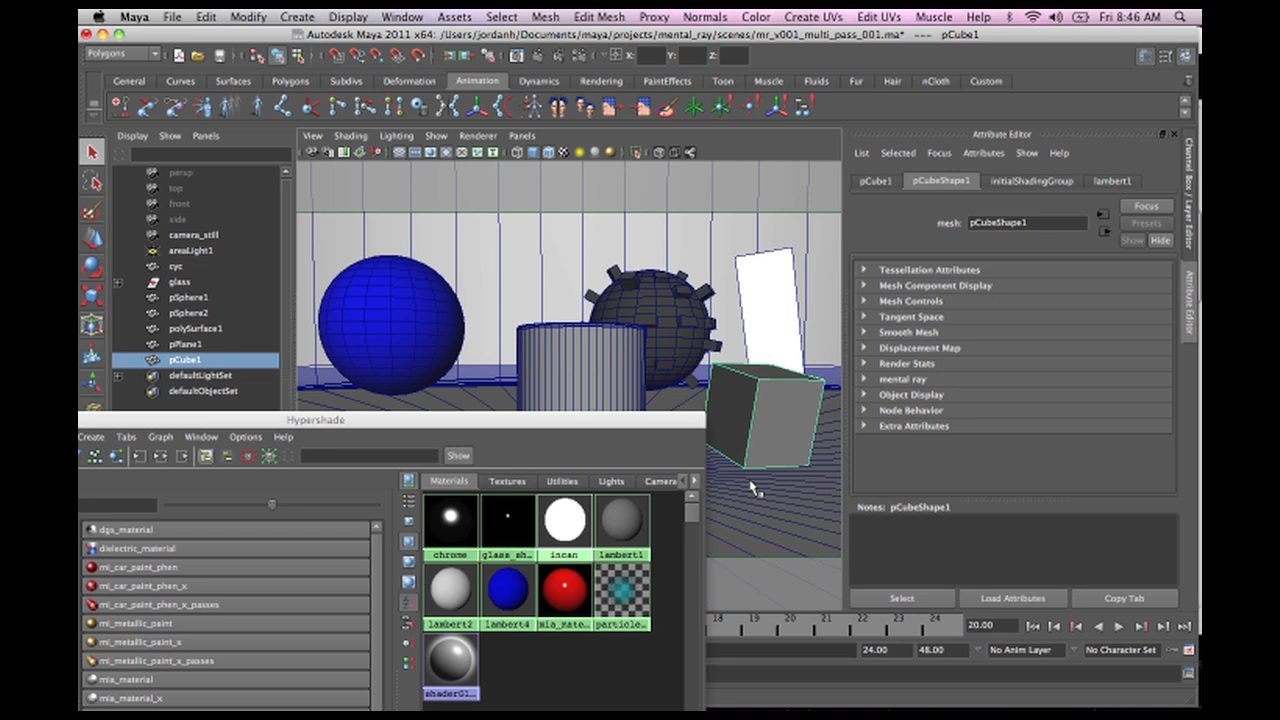 Maya File Edit Modify Create Display Window Assets Select Mesh Edit Mesh Proxy Normals Color Create UVs Edit UVs Muscle Help Fri 8:46 AM
Autodesk Maya 2011 x64: /Users/jordanh/Documents/maya/projects/mental_ray/scenes/mr_v001_multi_pass_001.ma* --- pCube1
Polygons X: Y: Z:
General Curves Surfaces Polygons Subdivs Deformation Animation Dynamics Rendering PaintEffects Toon Muscle Fluids Fur Hair nCloth Custom
Display Show Panels
View Shading Lighting Show Renderer Panels
persp
top
front
side
camera_still
areaLight1
cyc
glass
pSphere1
pSphere2
polySurface1
pPlane1
pCube1
defaultLightSet
defaultObjectSet
Attribute Editor
List Selected Focus Attributes Show Help
pCube1 pCubeShape1 initialShadingGroup lambert1
mesh: pCubeShape1
Focus
Presets
Show Hide
Tessellation Attributes
Mesh Component Display
Mesh Controls
Tangent Space
Smooth Mesh
Displacement Map
Render Stats
mental ray
Object Display
Node Behavior
Extra Attributes
Notes: pCubeShape1
Select Load Attributes Copy Tab
Channel Box / Layer Editor
Attribute Editor
Hypershade
Create Tabs Graph Window Options Help
Show
Materials Textures Utilities Lights Camera
dgs_material
dielectric_material
mi_car_paint_phen
mi_car_paint_phen_x
mi_car_paint_phen_x_passes
mi_metallic_paint
mi_metallic_paint_x
mi_metallic_paint_x_passes
mia_material
mia_material_x
chrome glass_sh... incan lambert1
lambert2 lambert4 mia_mate... particle...
shaderGl...
18 19 20 21 22 23 24 20.00
24.00 48.00 No Anim Layer No Character Set